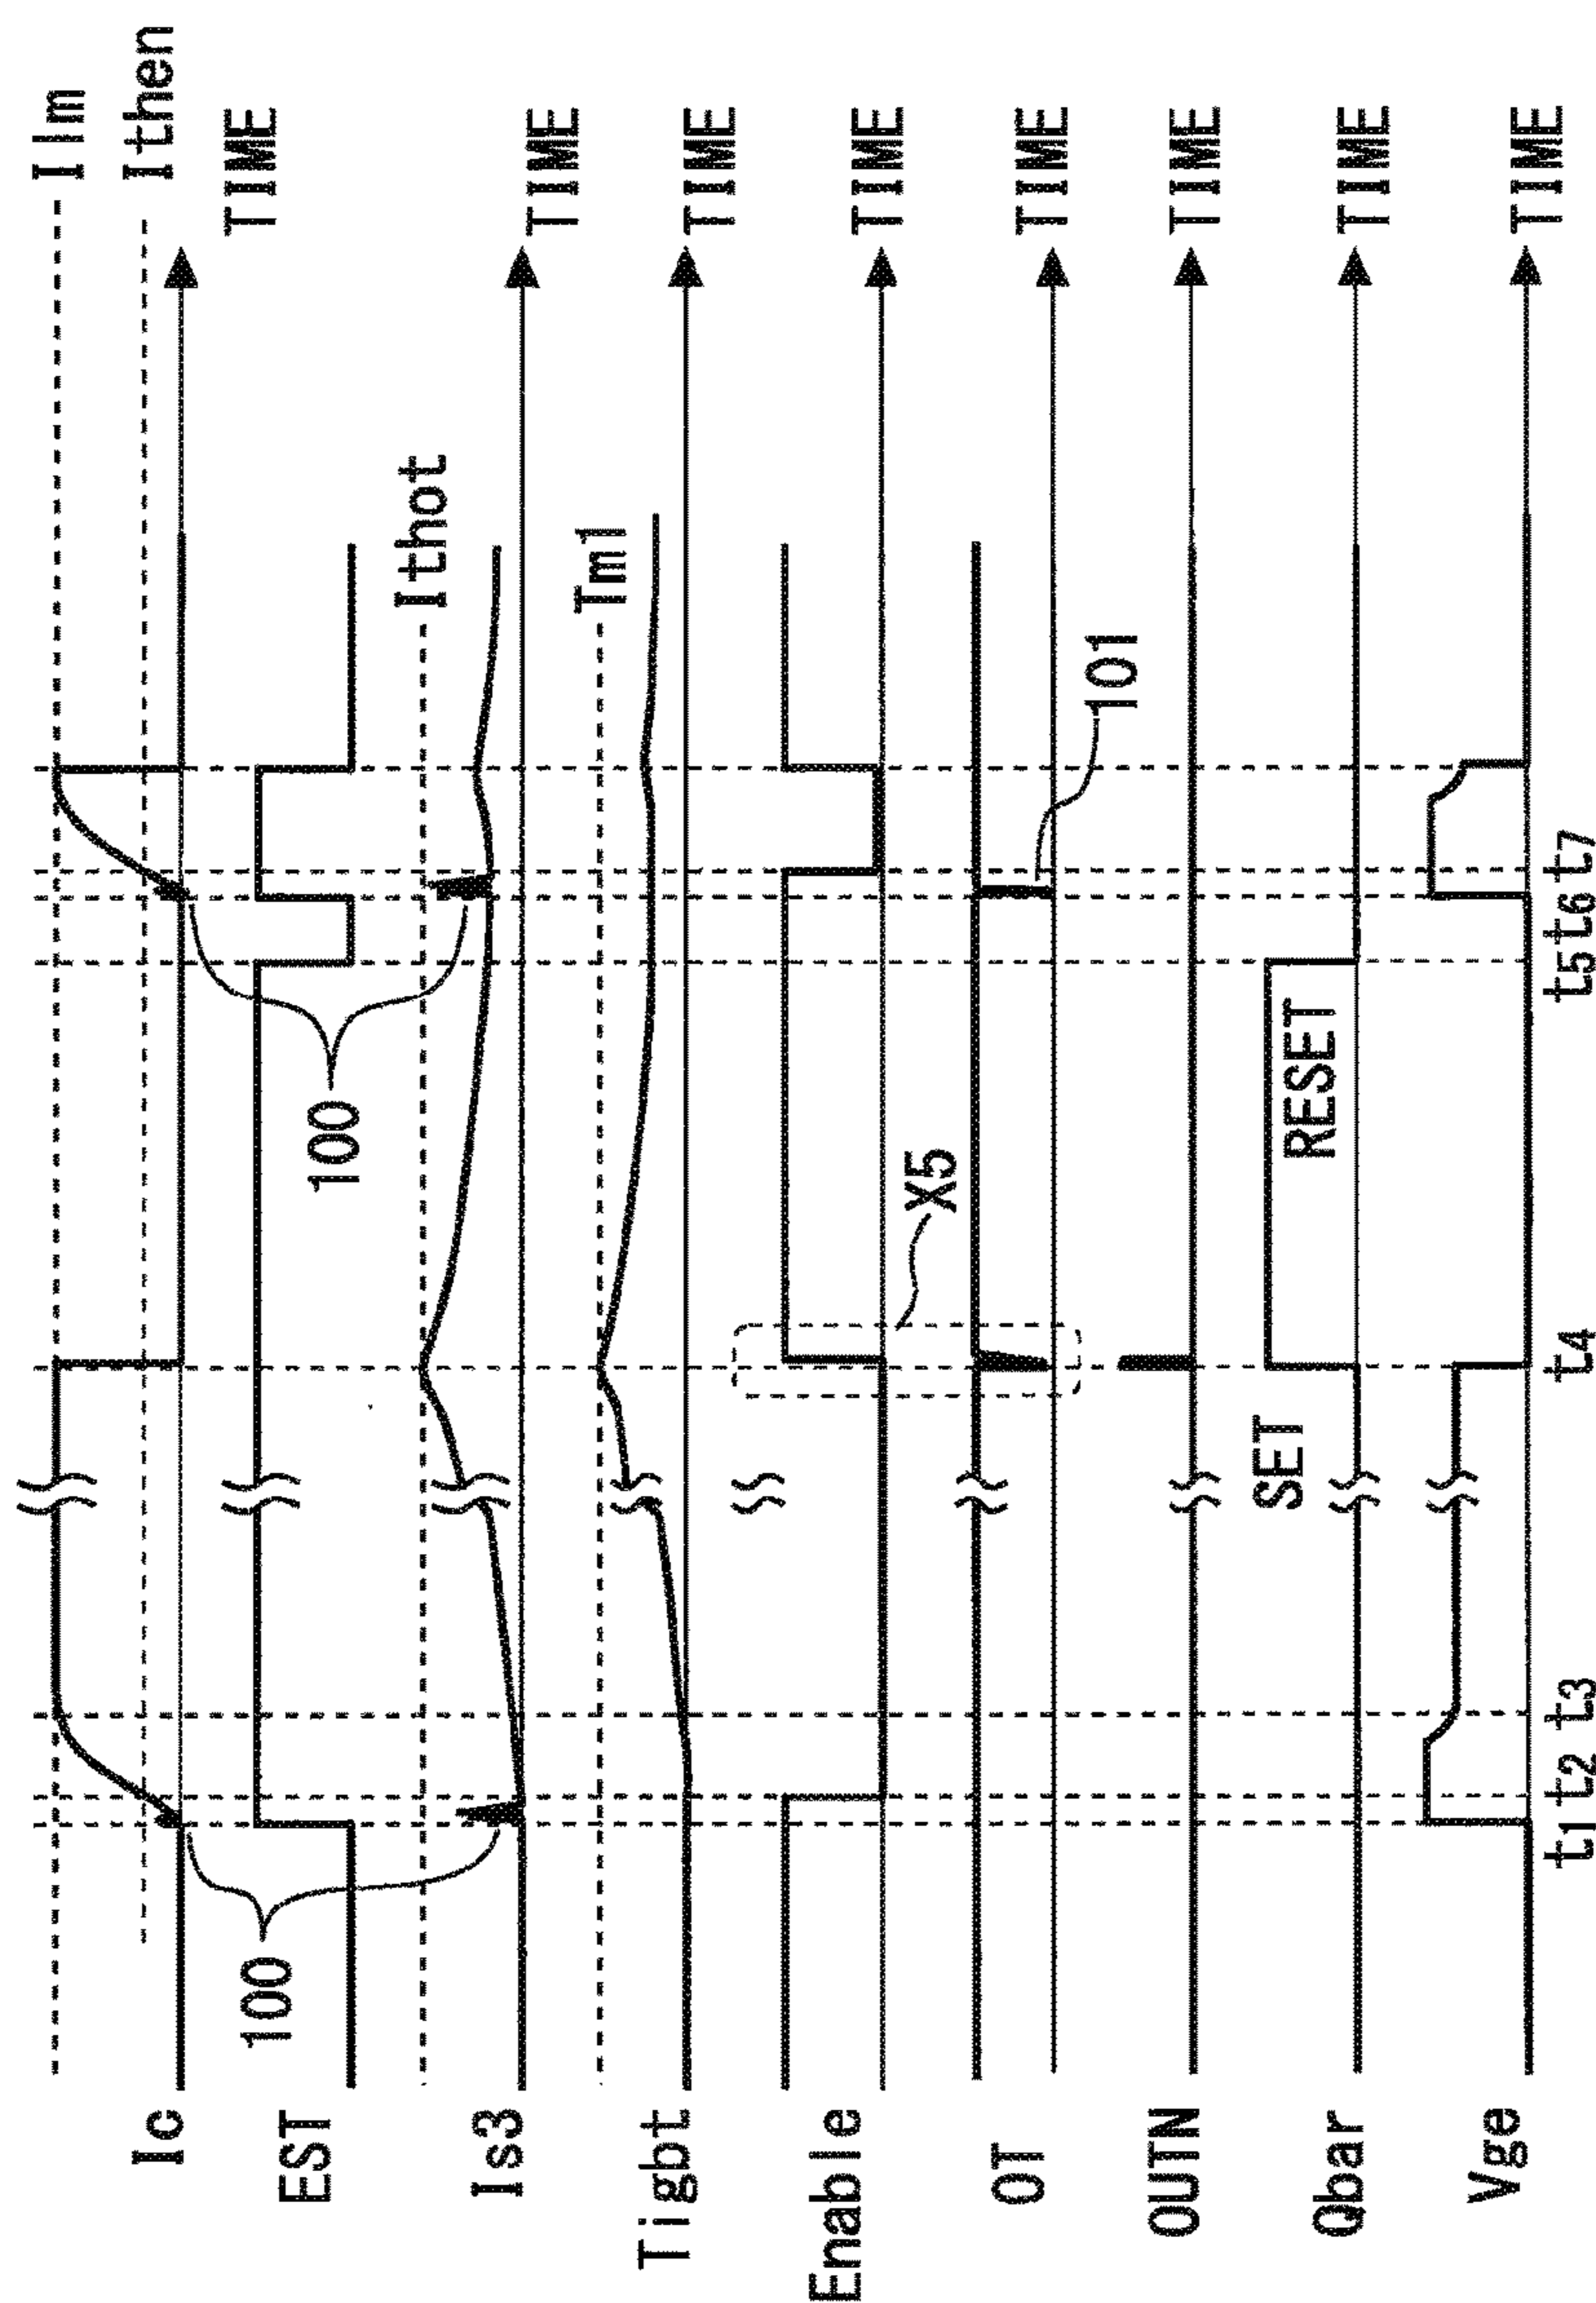 Ilm
Ithen
Ic
TIME
EST
100
100
Ithot
Is3
TIME
Tm1
Tigbt
TIME
Enable
TIME
X5
OT
TIME
101
OUTN
TIME
SET
RESET
Qbar
TIME
Vge
TIME
t1 t2 t3 t4 t5 t6 t7